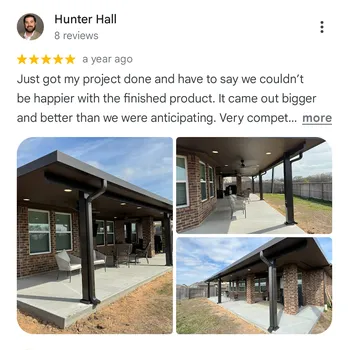 Hunter Hall
8 reviews
a year ago
Just got my project done and have to say we couldn’t
be happier with the finished product. It came out bigger
and better than we were anticipating. Very compet... more